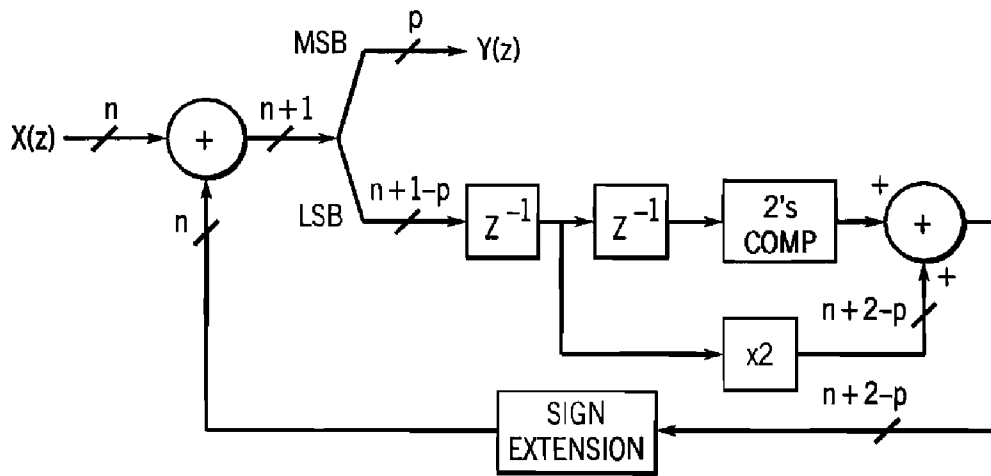 p
MSB
Y(z)
n
n+1
X(z)
+
n+1–p
LSB
n
z⁻¹
z⁻¹
2's
COMP
+
+
+
n+2–p
x2
n+2–p
SIGN
EXTENSION